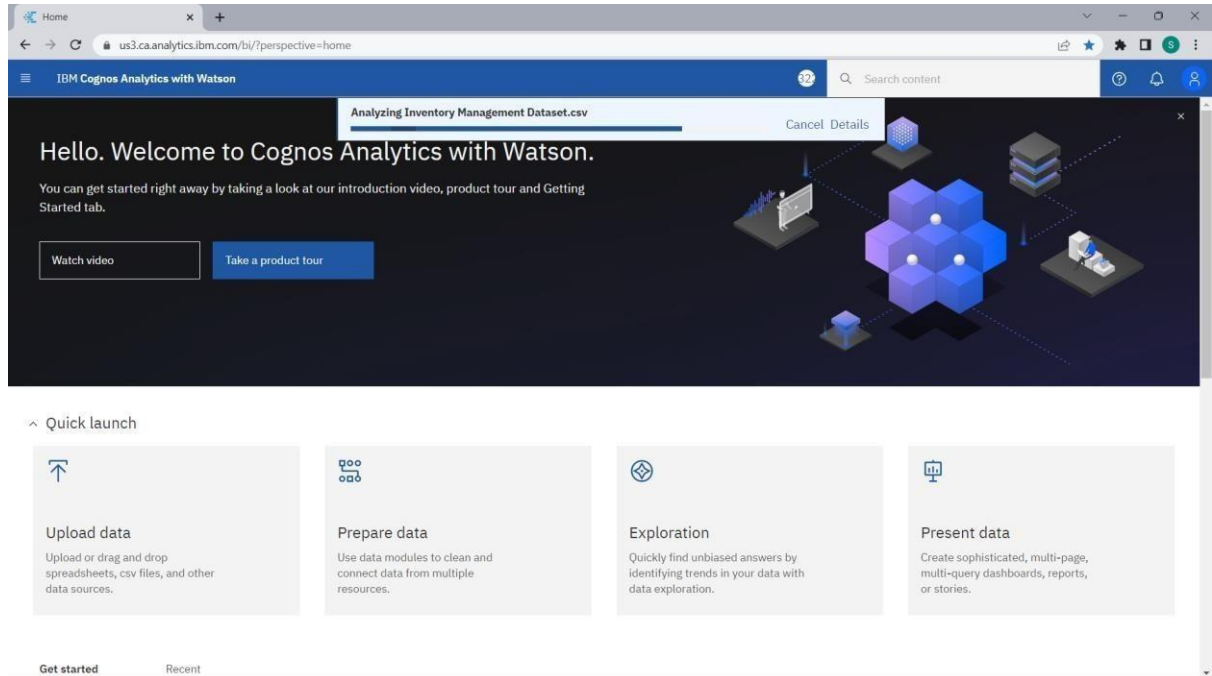 Home
us3.ca.analytics.ibm.com/bi/?perspective=home
S
IBM Cognos Analytics with Watson
32
Search content
Analyzing Inventory Management Dataset.csv
Cancel Details
Hello. Welcome to Cognos Analytics with Watson.
You can get started right away by taking a look at our introduction video, product tour and Getting
Started tab.
Watch video
Take a product tour
Quick launch
Upload data
Upload or drag and drop
spreadsheets, csv files, and other
data sources.
Prepare data
Use data modules to clean and
connect data from multiple
resources.
Exploration
Quickly find unbiased answers by
identifying trends in your data with
data exploration.
Present data
Create sophisticated, multi-page,
multi-query dashboards, reports,
or stories.
Get started
Recent